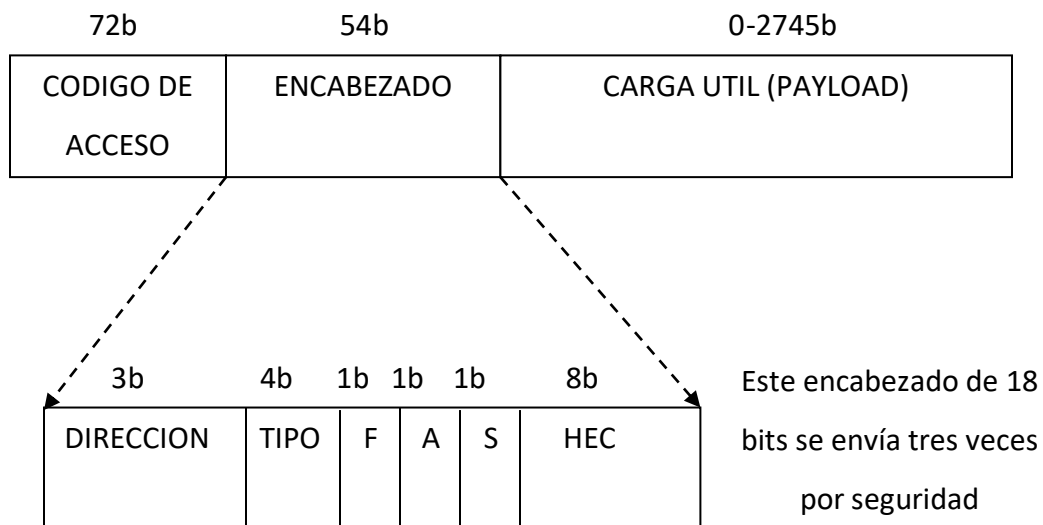 72b 54b 0-2745b
CODIGO DE ENCABEZADO CARGA UTIL (PAYLOAD)
ACCESO
3b 4b 1b 1b 1b 8b
DIRECCION TIPO F A S HEC
Este encabezado de 18
bits se envía tres veces
por seguridad